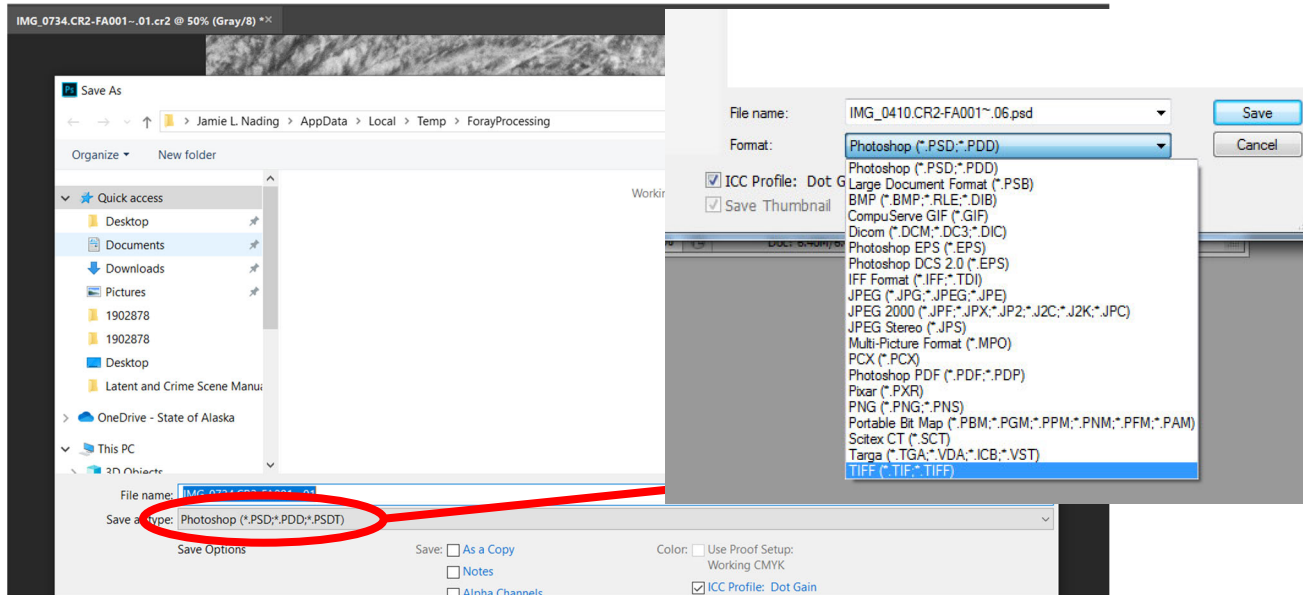 IMG_0734.CR2-FA001~.01.cr2 @ 50% (Gray/8) *×
Ps Save As
> Jamie L. Nading > AppData > Local > Temp > ForayProcessing
Organize New folder
Quick access
Desktop
Documents
Downloads
Pictures
1902878
1902878
Desktop
Latent and Crime Scene Manua
OneDrive - State of Alaska
This PC
3D Objects
File name: IMG_0734.CR2-FA001~.01
Save as type: Photoshop (*.PSD;*.PDD;*.PSDT)
Save Options
Save: As a Copy
Notes
Alpha Channels
Color: Use Proof Setup:
Working CMYK
ICC Profile: Dot Gain
File name: IMG_0410.CR2-FA001~.06.psd Save
Format: Photoshop (*.PSD;*.PDD) Cancel
ICC Profile: Dot G
Save Thumbnail
Photoshop (*.PSD;*.PDD)
Large Document Format (*.PSB)
BMP (*.BMP;*.RLE;*.DIB)
CompuServe GIF (*.GIF)
Dicom (*.DCM;*.DC3;*.DIC)
Photoshop EPS (*.EPS)
Photoshop DCS 2.0 (*.EPS)
IFF Format (*.IFF;*.TDI)
JPEG (*.JPG;*.JPEG;*.JPE)
JPEG 2000 (*.JPF;*.JPX;*.JP2;*.J2C;*.J2K;*.JPC)
JPEG Stereo (*.JPS)
Multi-Picture Format (*.MPO)
PCX (*.PCX)
Photoshop PDF (*.PDF;*.PDP)
Pixar (*.PXR)
PNG (*.PNG;*.PNS)
Portable Bit Map (*.PBM;*.PGM;*.PPM;*.PNM;*.PFM;*.PAM)
Scitex CT (*.SCT)
Targa (*.TGA;*.VDA;*.ICB;*.VST)
TIFF (*.TIF;*.TIFF)